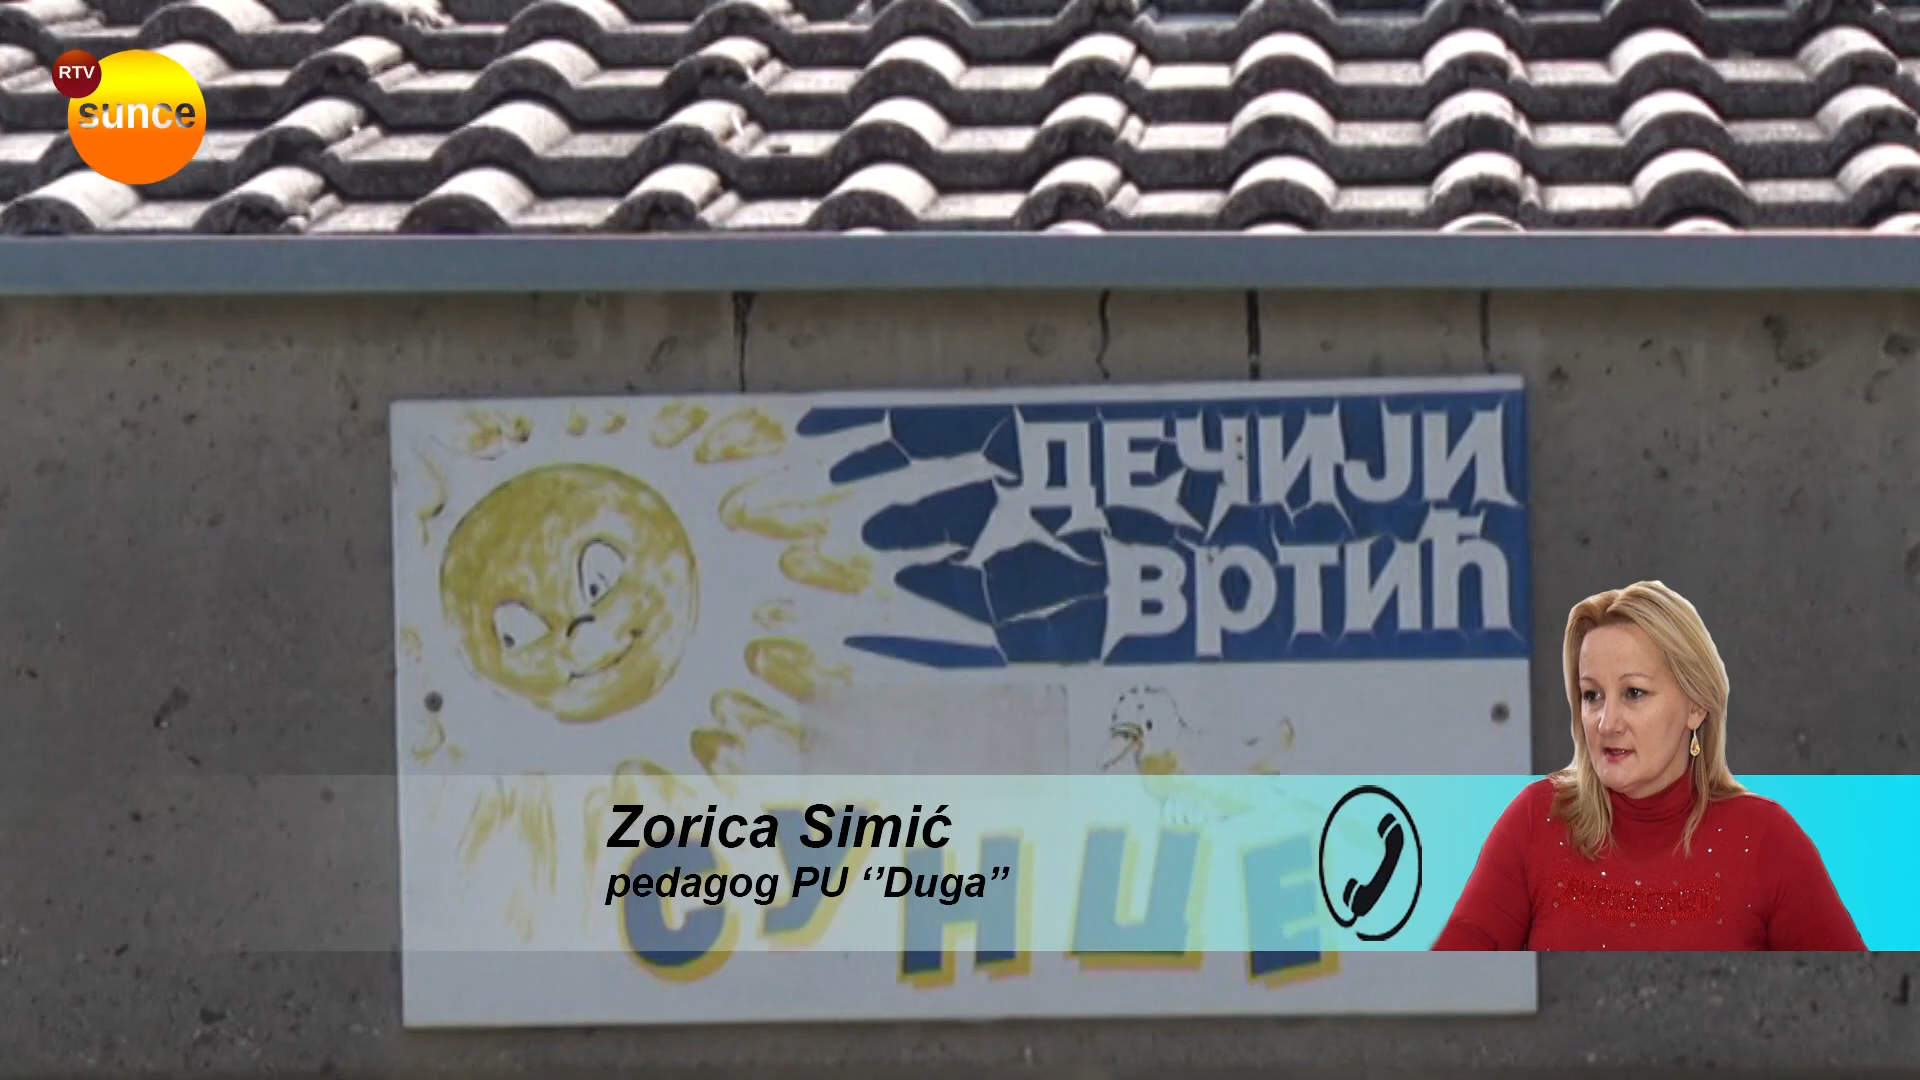 RTV
sunce
ДЕЧИЈИ
ВРТИЋ
Zorica Simić
pedagog PU ‘’Duga’’
СУНЦЕ